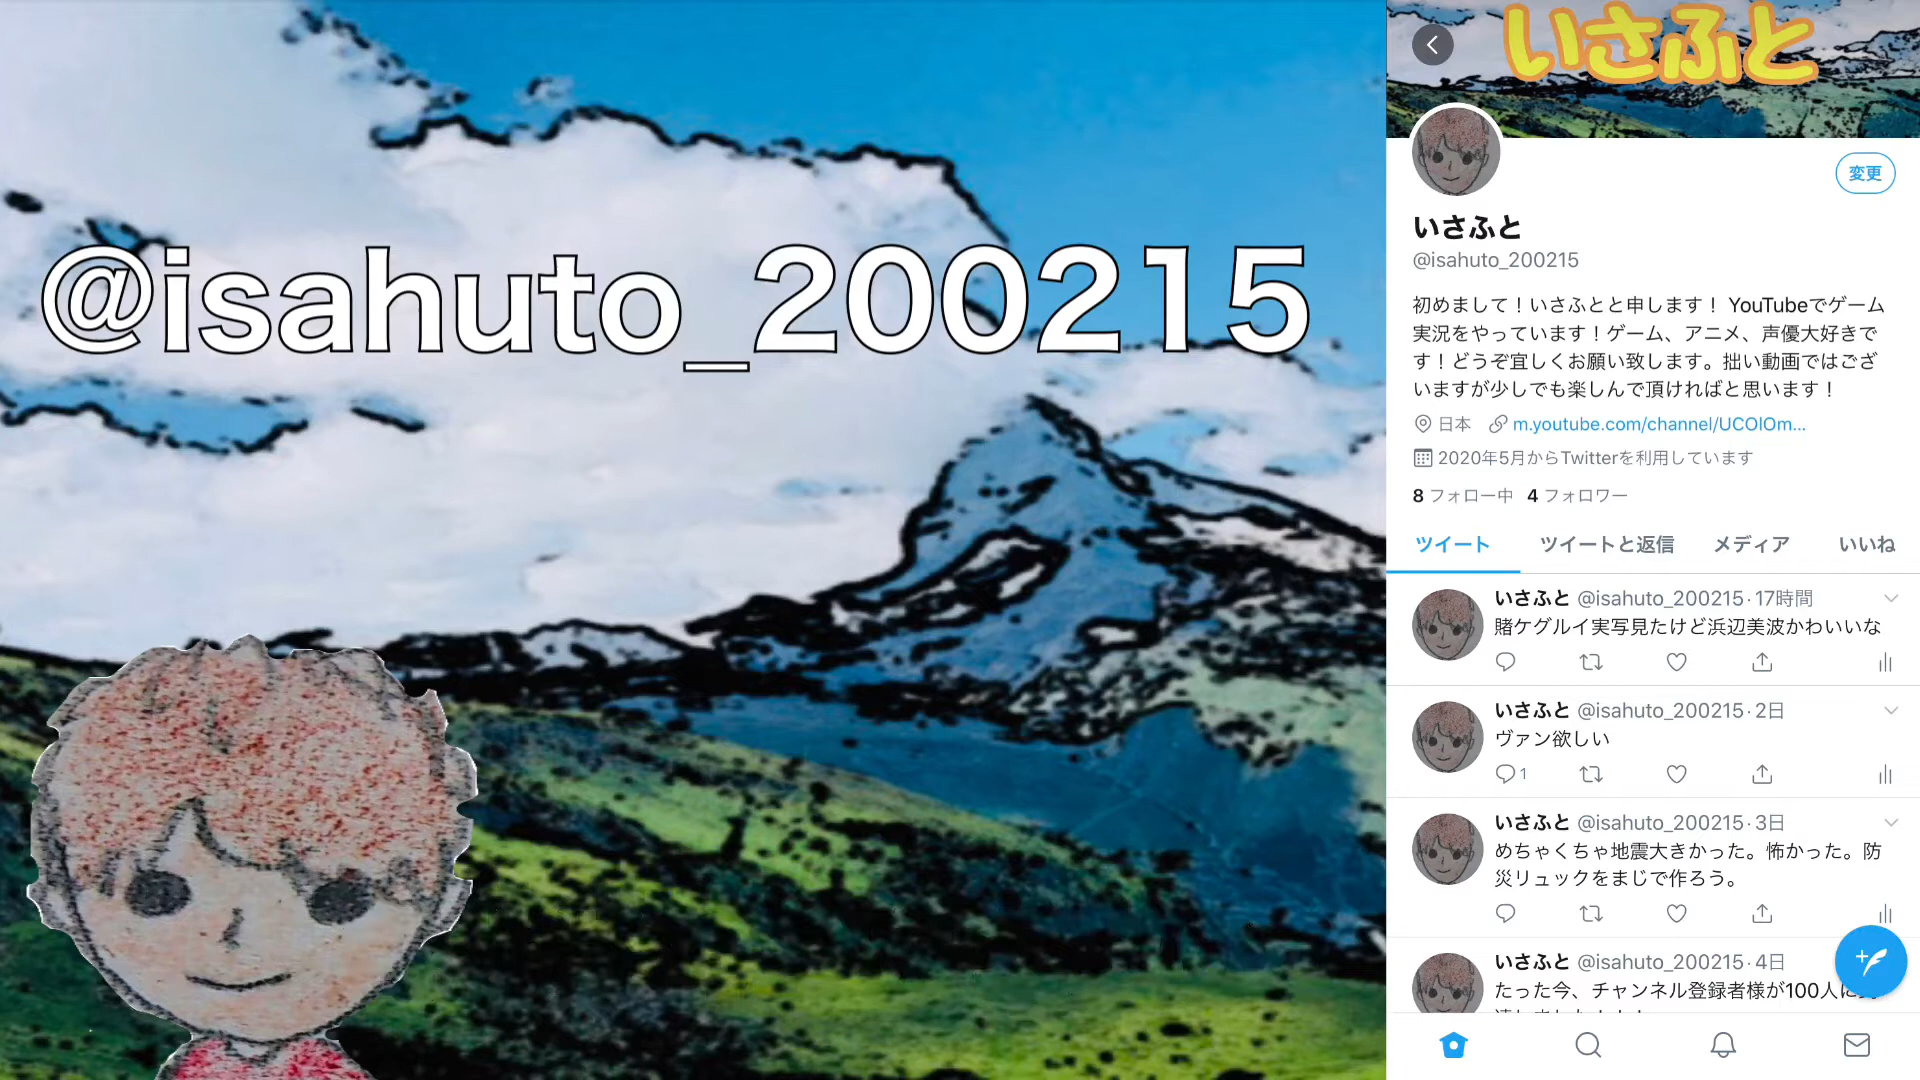 @isahuto_200215
いさふと
変更
いさふと
@isahuto_200215
初めまして！いさふとと申します！ YouTubeでゲーム
実況をやっています！ゲーム、アニメ、声優大好きで
す！どうぞ宜しくお願い致します。拙い動画ではござ
いますが少しでも楽しんで頂ければと思います！
日本 m.youtube.com/channel/UCOlOm...
2020年5月からTwitterを利用しています
8 フォロー中 4 フォロワー
ツイート ツイートと返信 メディア いいね
いさふと @isahuto_200215·17時間
賭ケグルイ実写見たけど浜辺美波かわいいな
いさふと @isahuto_200215·2日
ヴァン欲しい
1
いさふと @isahuto_200215·3日
めちゃくちゃ地震大きかった。怖かった。防
災リュックをまじで作ろう。
いさふと @isahuto_200215·4日
たった今、チャンネル登録者様が100人に